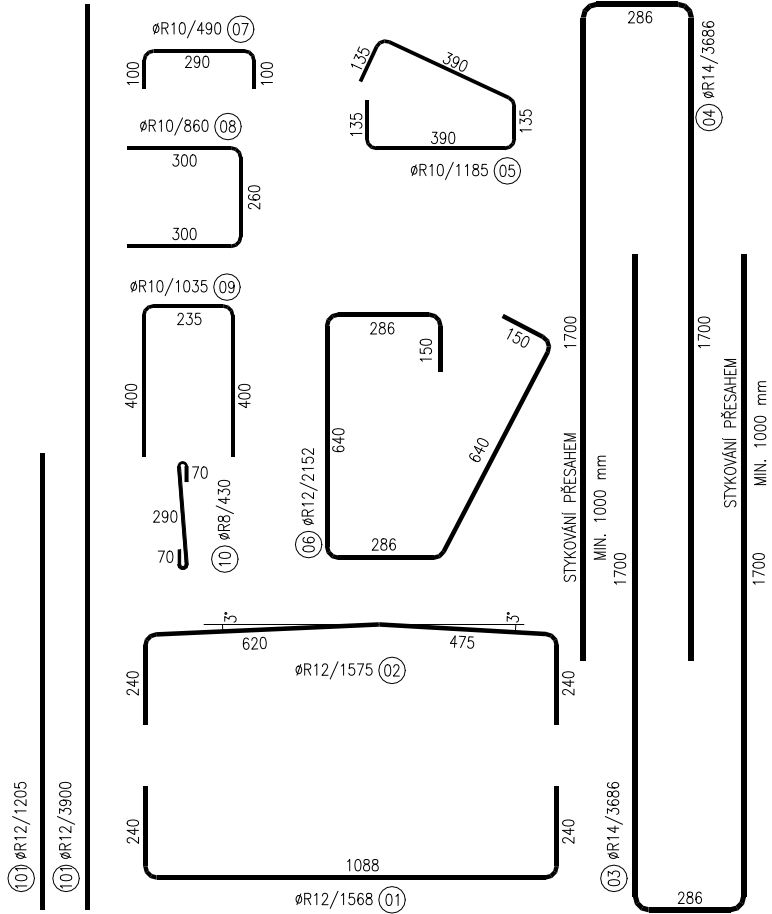 øR10/490 07
100
290
100
øR10/860 08
300
260
300
øR10/1035 09
235
400
400
70
290
70
10 øR8/430
135
390
135
135
390
øR10/1185 05
286
150
640
286
640
150
06 øR12/2152
3°
3°
620
475
240
240
øR12/1575 02
240
240
1088
øR12/1568 01
101 øR12/1205
101 øR12/3900
286
04 øR14/3686
1700
1700
STYKOVÁNÍ PŘESAHEM
MIN. 1000 mm
STYKOVÁNÍ PŘESAHEM
MIN. 1000 mm
1700
1700
03 øR14/3686
286